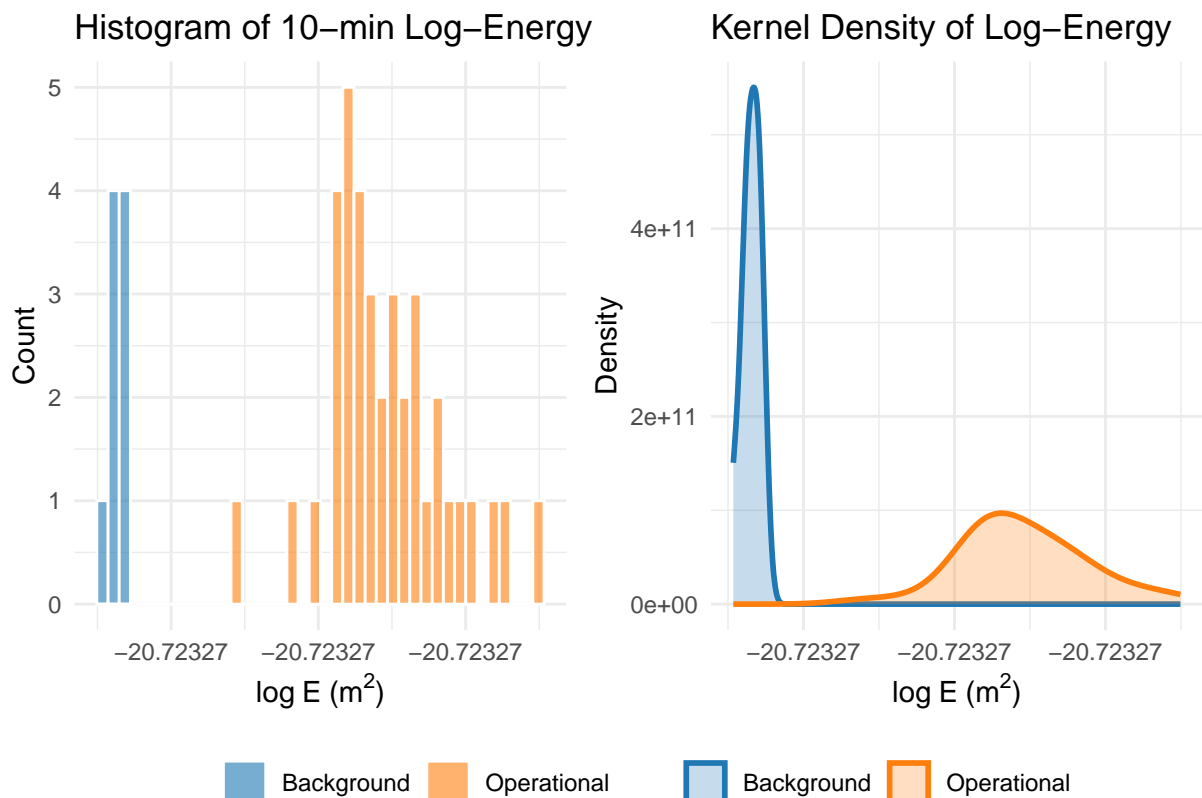 Histogram of 10−min Log−Energy
5
4
3
2
1
0
Count
−20.72327 −20.72327 −20.72327
log E (m²)
Background Operational
Kernel Density of Log−Energy
4e+11
2e+11
0e+00
Density
−20.72327 −20.72327 −20.72327
log E (m²)
Background Operational